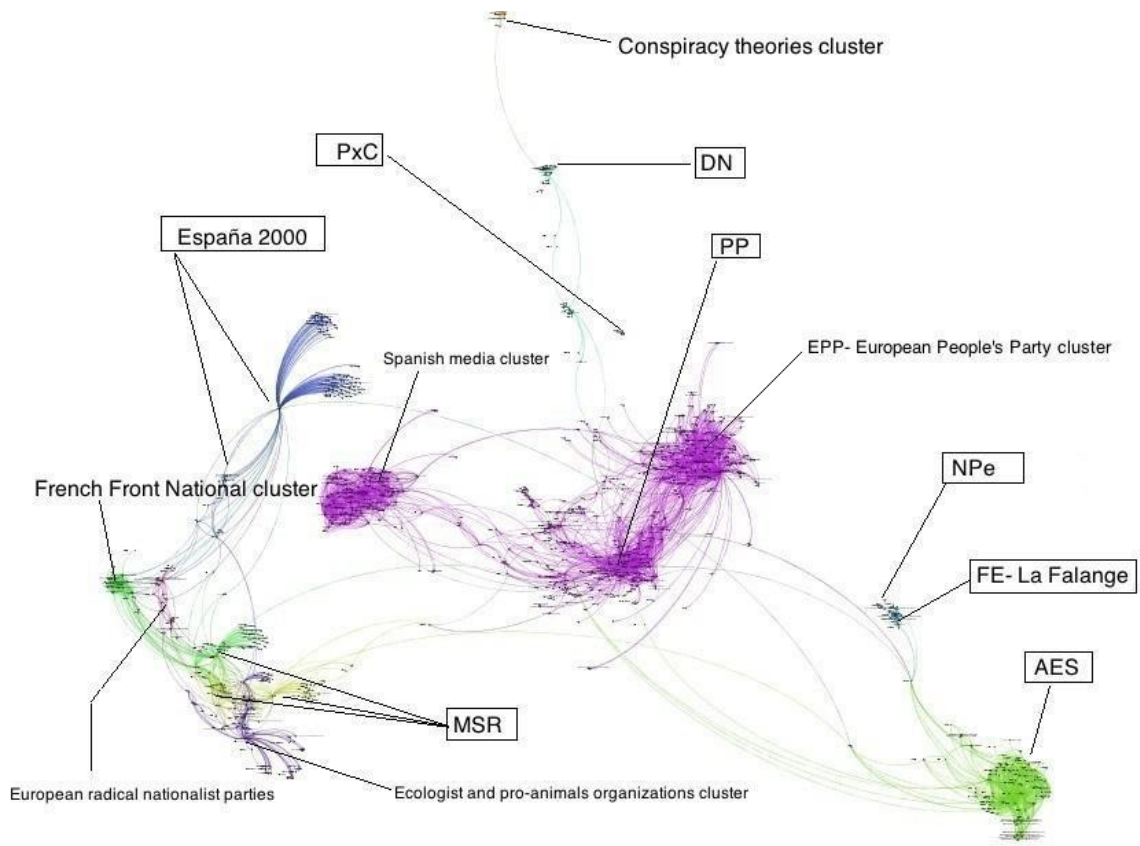 Conspiracy theories cluster
PxC
DN
España 2000
PP
Spanish media cluster
EPP- European People's Party cluster
French Front National cluster
NPe
FE- La Falange
AES
MSR
European radical nationalist parties
Ecologist and pro-animals organizations cluster